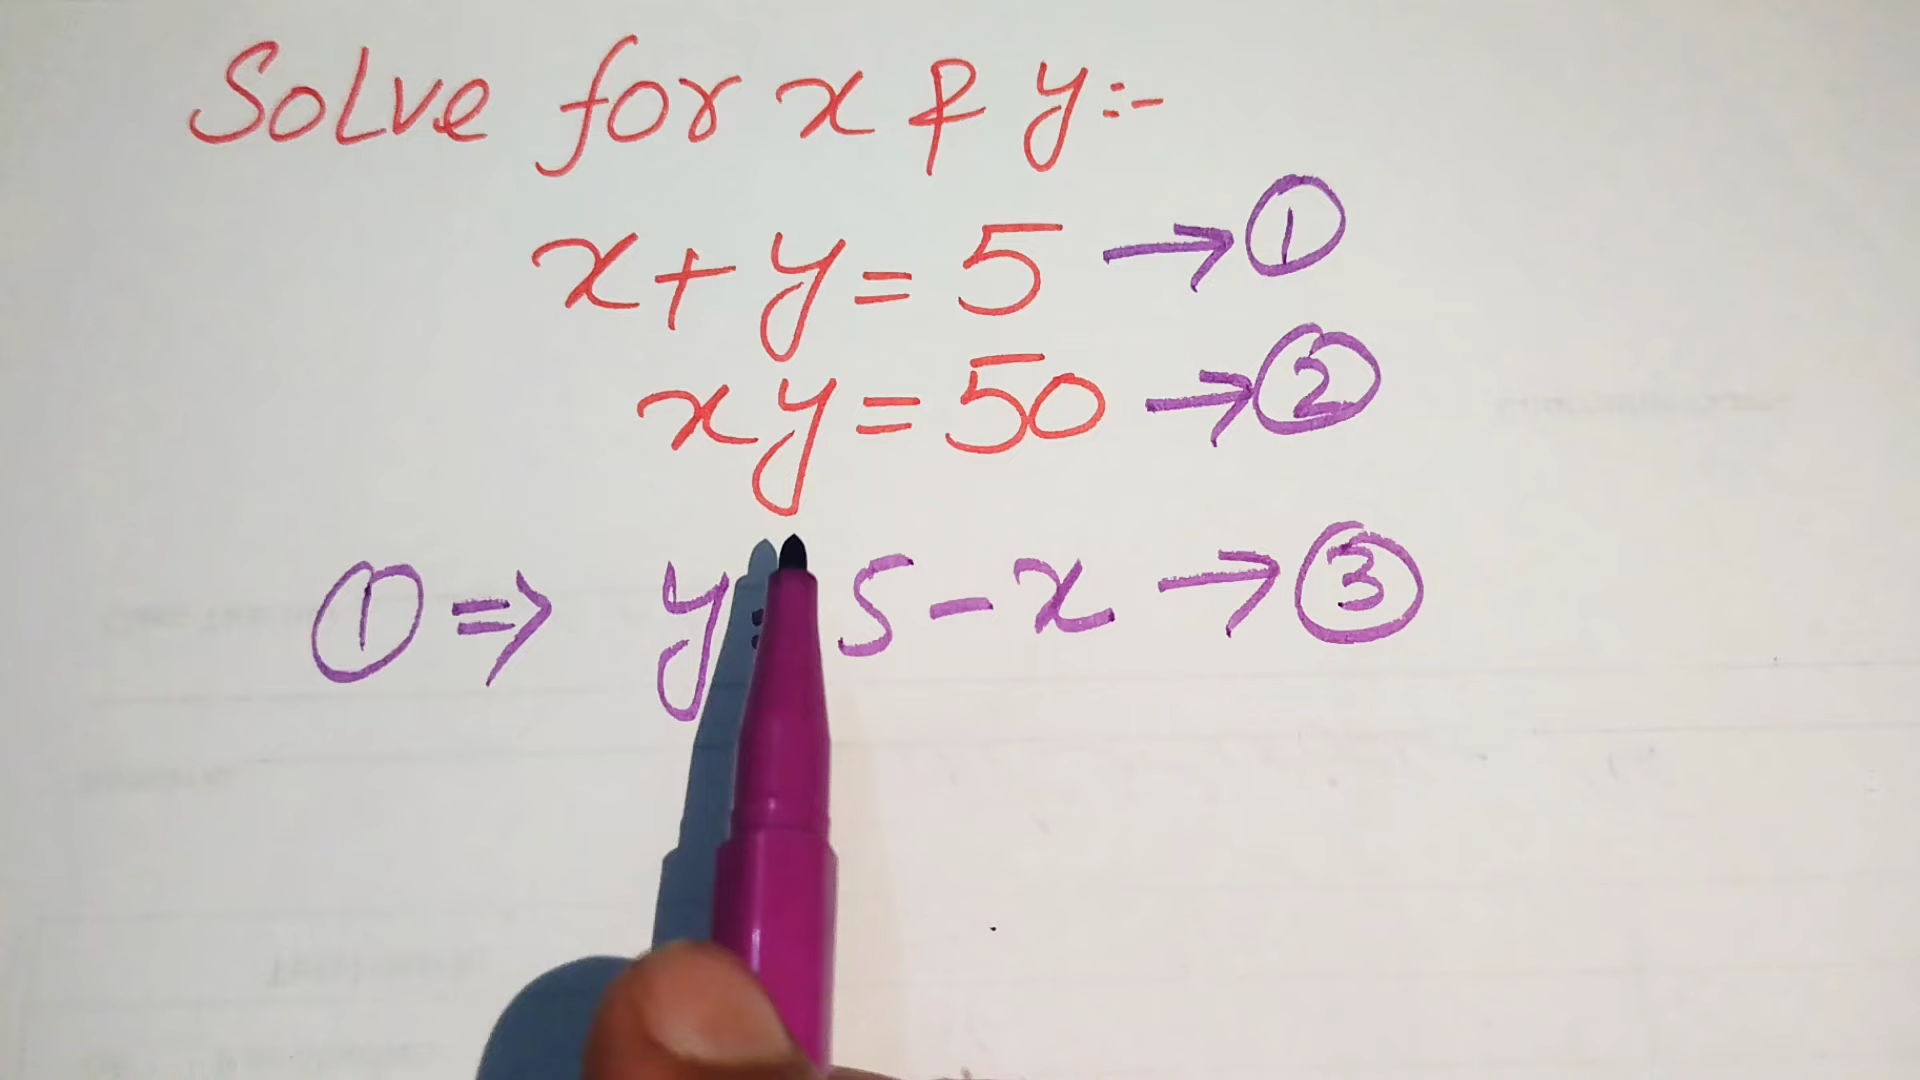 Solve for x & y:-
x + y = 5 → ①
xy = 50 → ②
① ⇒ y = 5 - x → ③